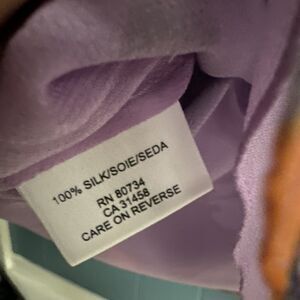 100% SILK/SOIE/SEDA
RN 80734
CA 31458
CARE ON REVERSE